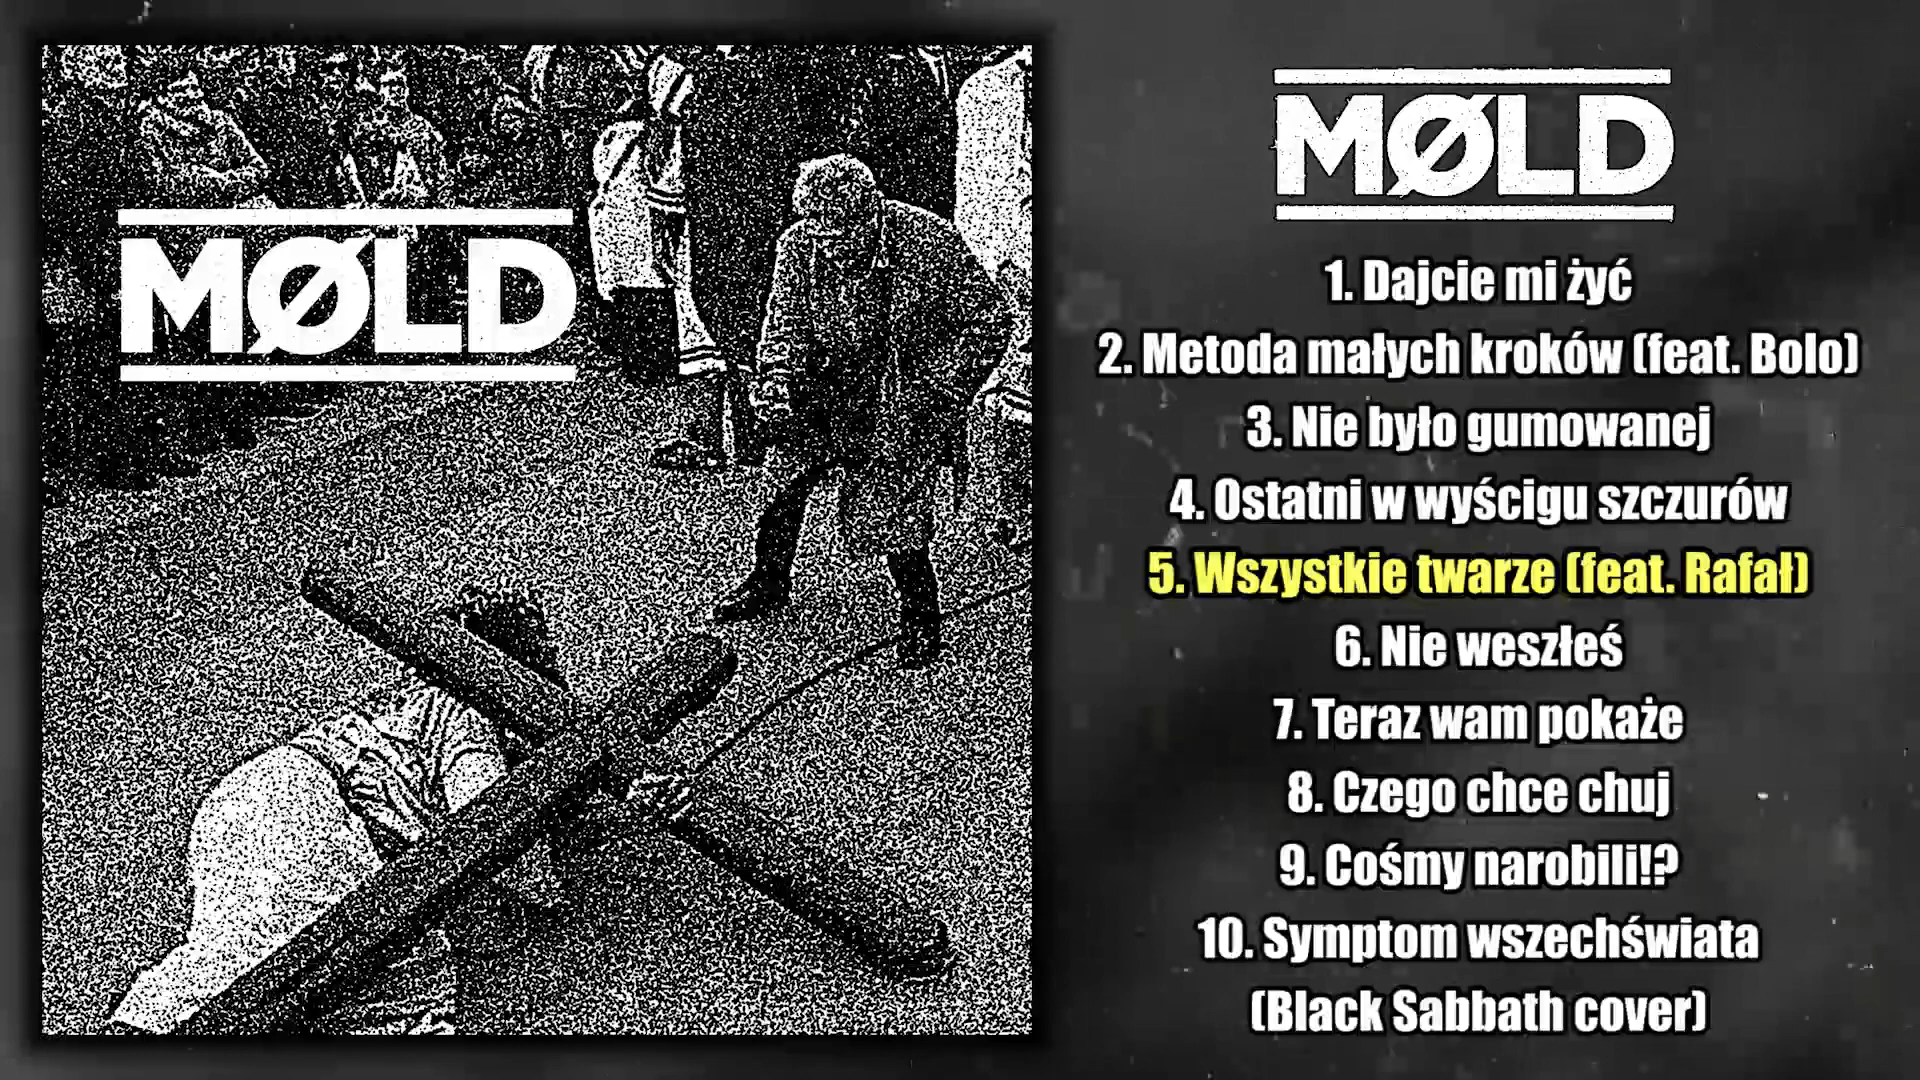 MØLD
MØLD
1. Dajcie mi żyć
2. Metoda małych kroków (feat. Bolo)
3. Nie było gumowanej
4. Ostatni w wyścigu szczurów
5. Wszystkie twarze (feat. Rafał)
6. Nie weszłeś
7. Teraz wam pokaże
8. Czego chce chuj
9. Cośmy narobili!?
10. Symptom wszechświata
(Black Sabbath cover)